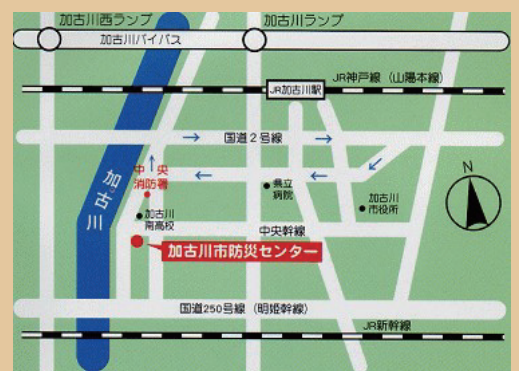 加古川西ランプ
加古川ランプ
加古川バイパス
JR神戸線（山陽本線）
JR加古川駅
国道2号線
中央
消防署
加古川
県立
病院
加古川
市役所
N
加古川
南高校
中央幹線
加古川市防災センター
国道250号線（明姫幹線）
JR新幹線